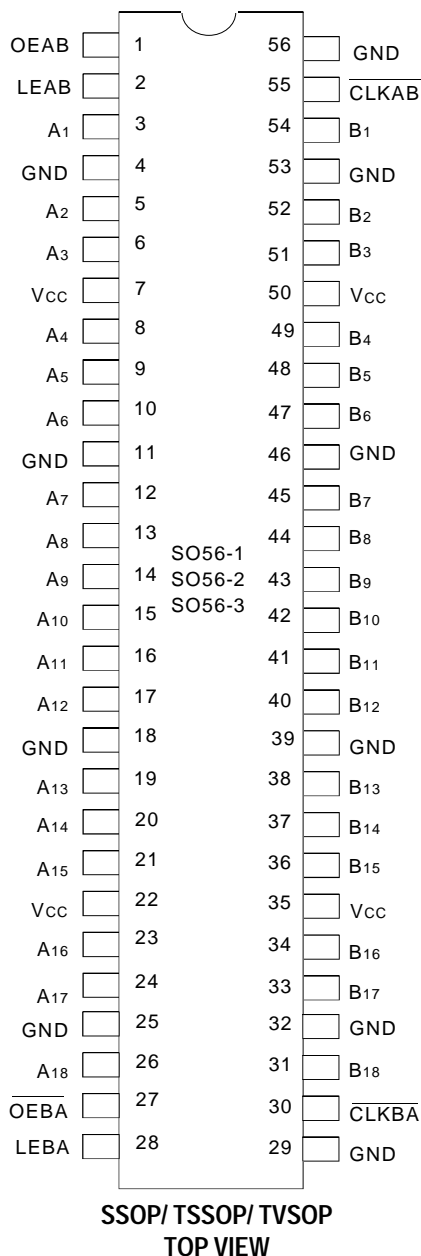 OEAB 1 56 GND
LEAB 2 55 CLKAB
A1 3 54 B1
GND 4 53 GND
A2 5 52 B2
A3 6 51 B3
VCC 7 50 VCC
A4 8 49 B4
A5 9 48 B5
A6 10 47 B6
GND 11 46 GND
A7 12 45 B7
A8 13 44 B8
SO56-1
A9 14 SO56-2 43 B9
SO56-3
A10 15 42 B10
A11 16 41 B11
A12 17 40 B12
GND 18 39 GND
A13 19 38 B13
A14 20 37 B14
A15 21 36 B15
VCC 22 35 VCC
A16 23 34 B16
A17 24 33 B17
GND 25 32 GND
A18 26 31 B18
OEBA 27 30 CLKBA
LEBA 28 29 GND
SSOP/ TSSOP/ TVSOP
TOP VIEW